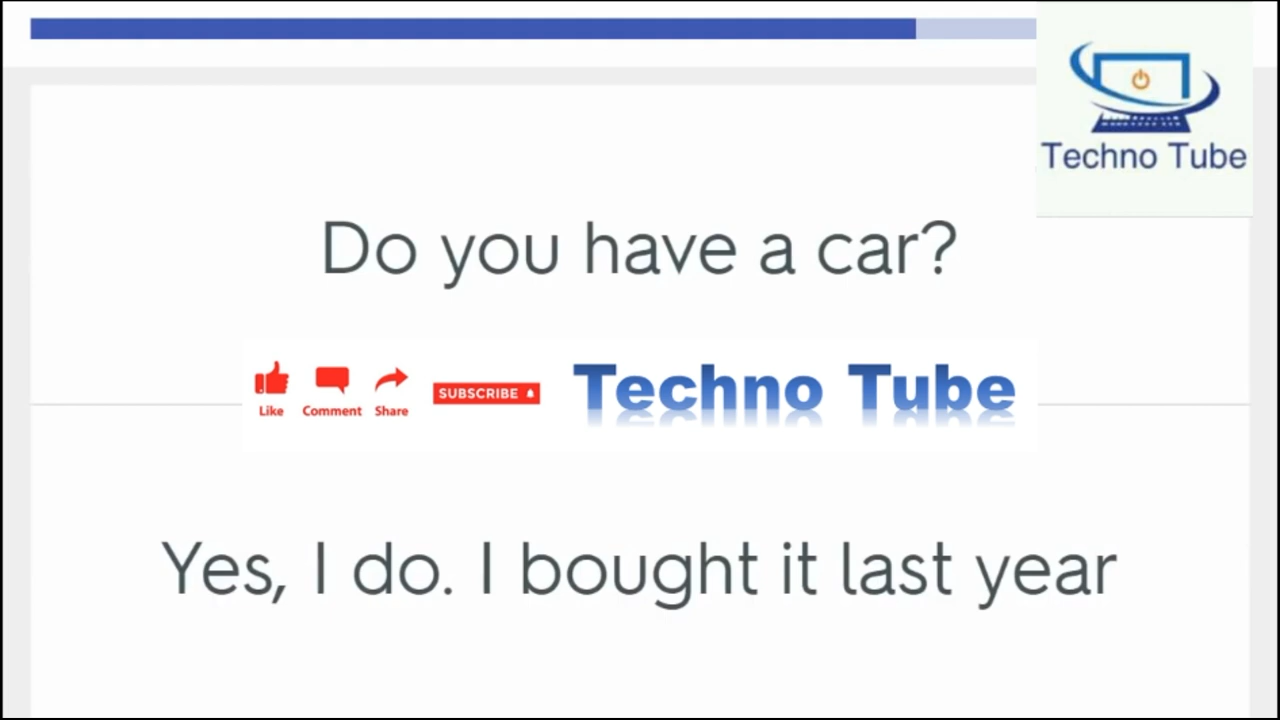 Techno Tube
Do you have a car?
Like Comment Share SUBSCRIBE Techno Tube
Yes, I do. I bought it last year